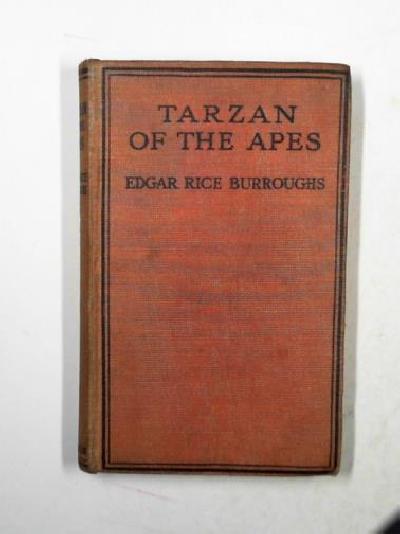 TARZAN
OF THE APES
EDGAR RICE BURROUGHS